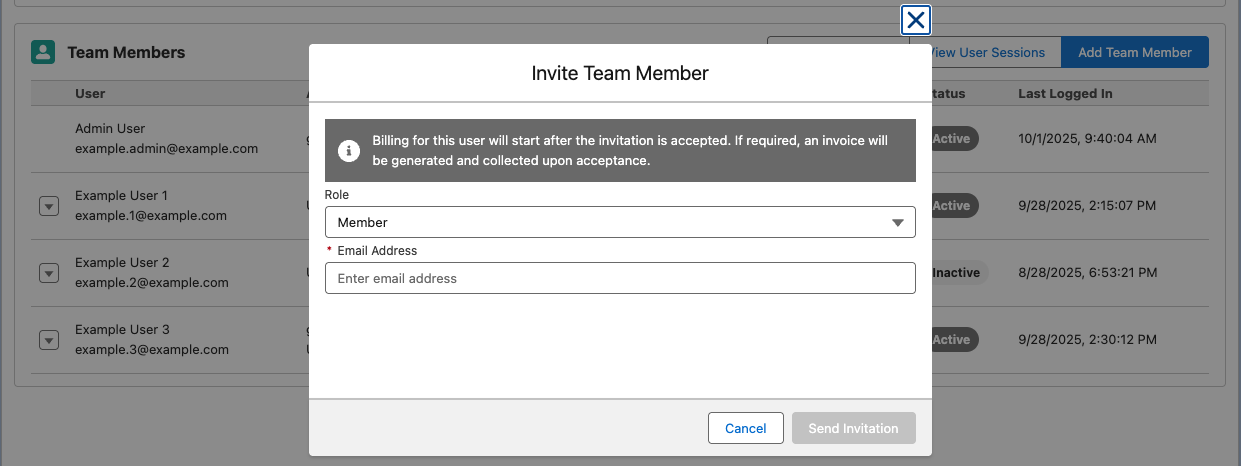 Team Members
View User Sessions
Add Team Member
Invite Team Member
User
Status
Last Logged In
Billing for this user will start after the invitation is accepted. If required, an invoice will
be generated and collected upon acceptance.
Admin User
example.admin@example.com
Active
10/1/2025, 9:40:04 AM
Role
Member
Example User 1
example.1@example.com
Active
9/28/2025, 2:15:07 PM
* Email Address
Enter email address
Example User 2
example.2@example.com
Inactive
8/28/2025, 6:53:21 PM
Example User 3
example.3@example.com
Active
9/28/2025, 2:30:12 PM
Cancel
Send Invitation